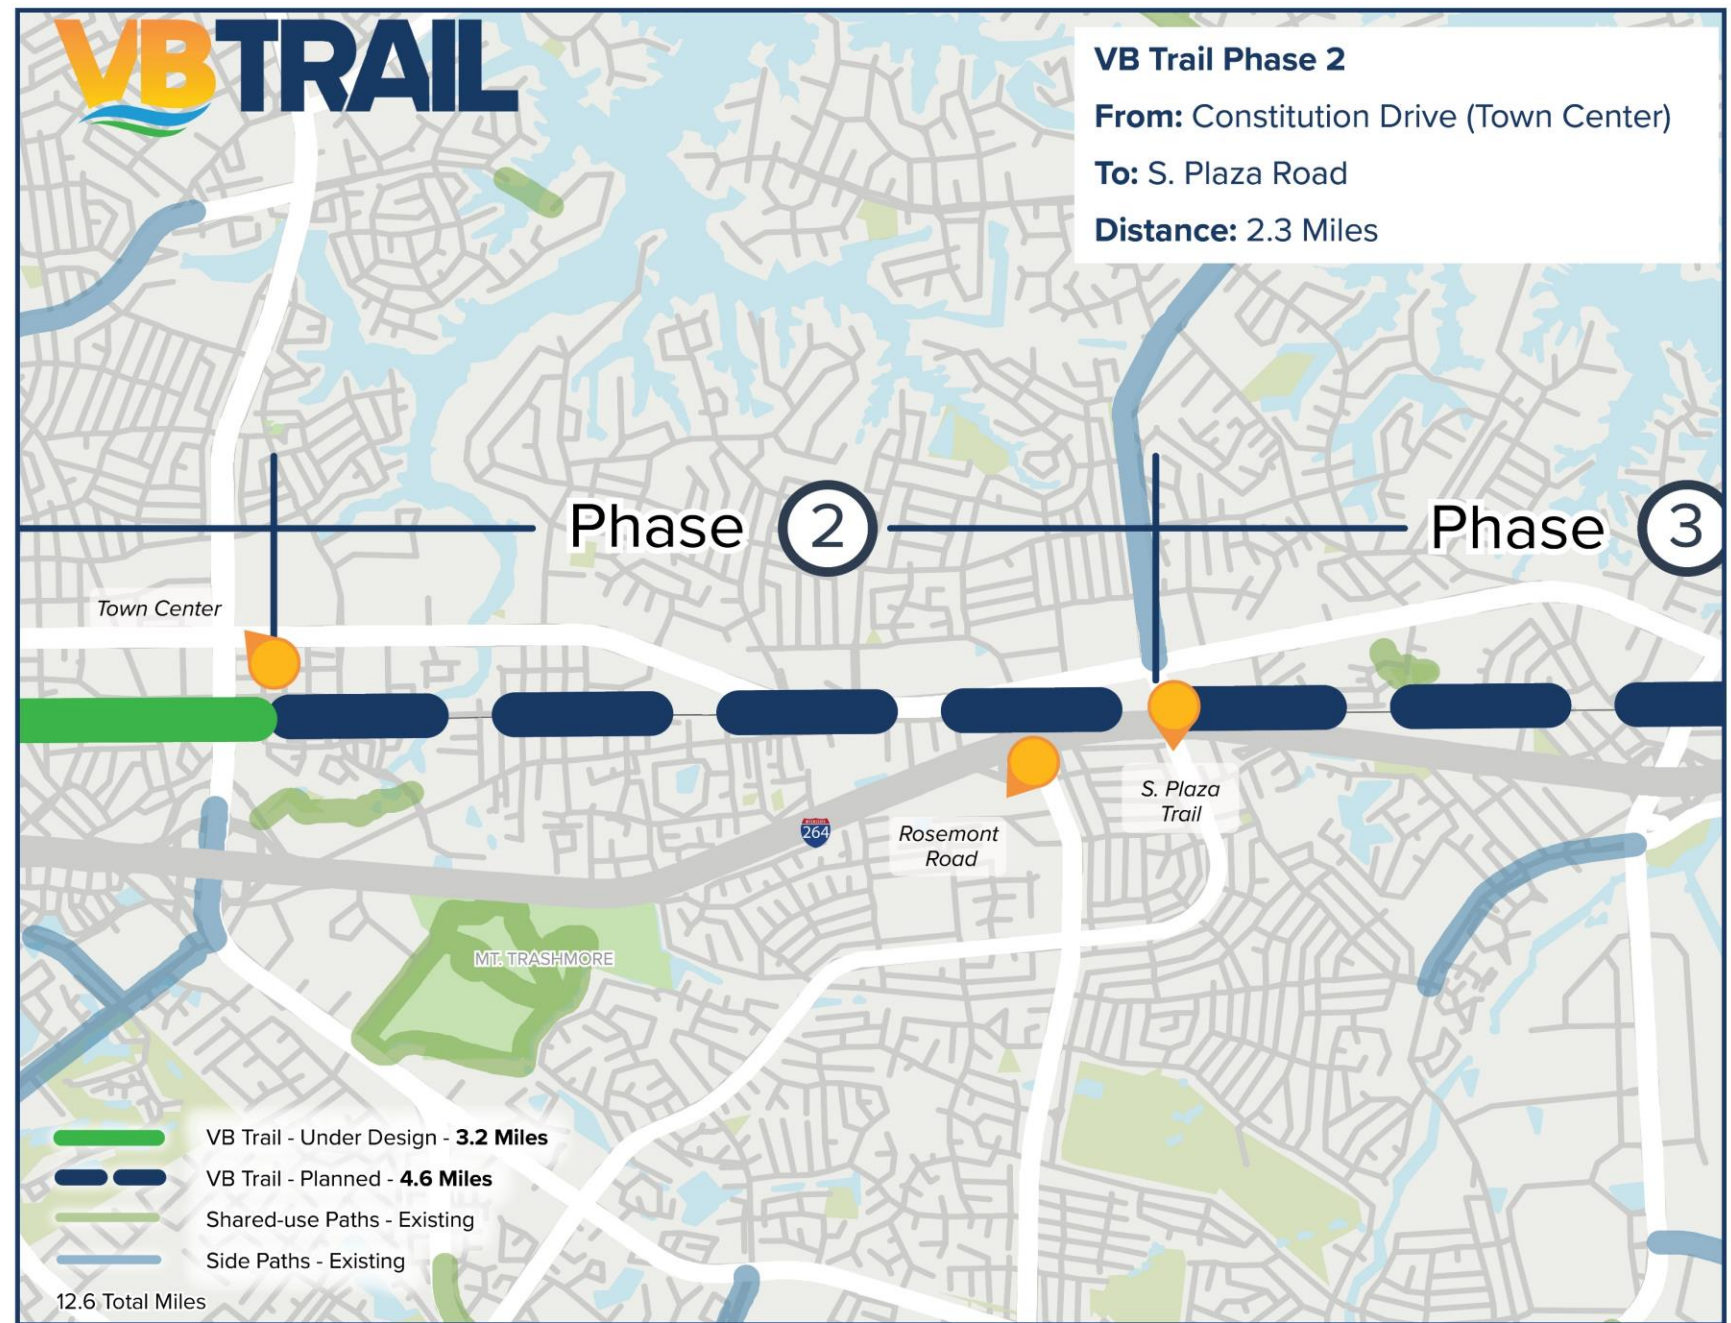 VBTRAIL
VB Trail Phase 2
From: Constitution Drive (Town Center)
To: S. Plaza Road
Distance: 2.3 Miles
Phase 2
Phase 3
Town Center
S. Plaza
Trail
264
Rosemont
Road
MT. TRASHMORE
VB Trail - Under Design - 3.2 Miles
VB Trail - Planned - 4.6 Miles
Shared-use Paths - Existing
Side Paths - Existing
12.6 Total Miles